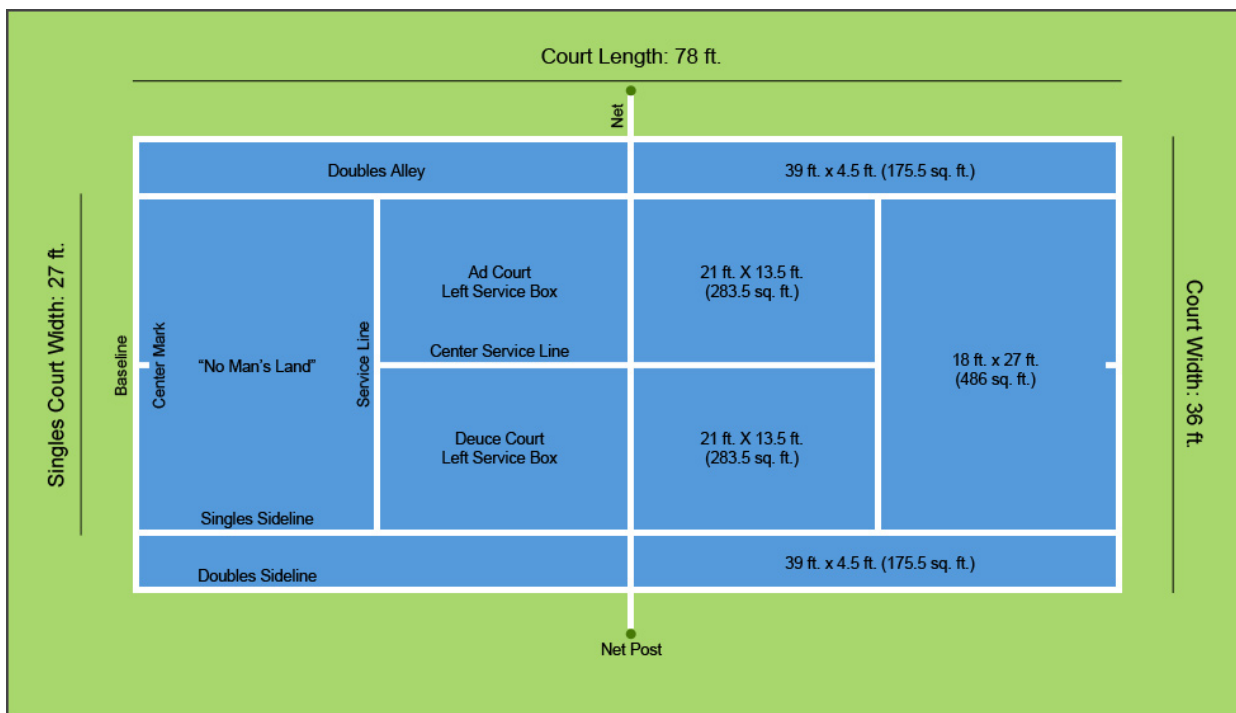 Court Length: 78 ft.
Net
Doubles Alley
39 ft. x 4.5 ft. (175.5 sq. ft.)
Singles Court Width: 27 ft.
Baseline
Center Mark
“No Man’s Land”
Service Line
Ad Court
Left Service Box
Center Service Line
Deuce Court
Left Service Box
21 ft. X 13.5 ft.
(283.5 sq. ft.)
21 ft. X 13.5 ft.
(283.5 sq. ft.)
18 ft. x 27 ft.
(486 sq. ft.)
Court Width: 36 ft.
Singles Sideline
Doubles Sideline
39 ft. x 4.5 ft. (175.5 sq. ft.)
Net Post